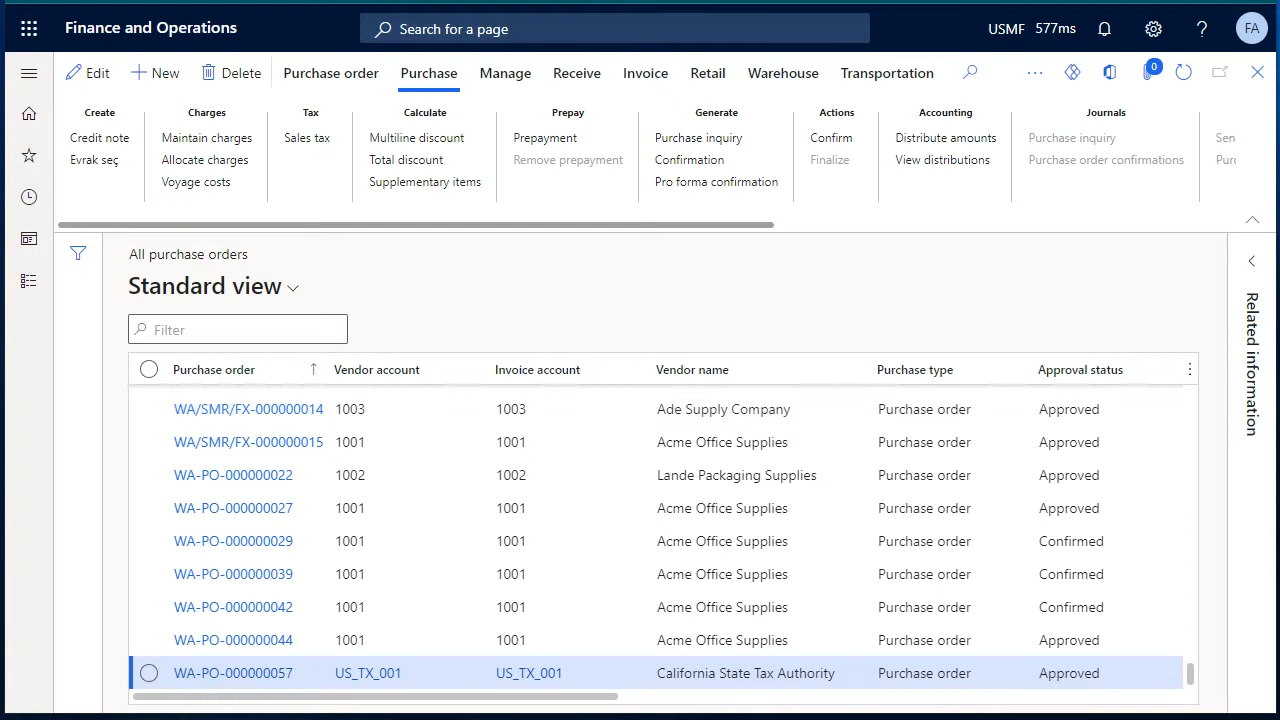 Finance and Operations
Search for a page
USMF 577ms
FA
Edit New Delete Purchase order Purchase Manage Receive Invoice Retail Warehouse Transportation
0
Create Charges Tax Calculate Prepay Generate Actions Accounting Journals
Credit note Maintain charges Sales tax Multiline discount Prepayment Purchase inquiry Confirm Distribute amounts Purchase inquiry Sen
Evrak seç Allocate charges Total discount Remove prepayment Confirmation Finalize View distributions Purchase order confirmations Purc
Voyage costs Supplementary items Pro forma confirmation
All purchase orders
Standard view
Related information
Filter
Purchase order Vendor account Invoice account Vendor name Purchase type Approval status
WA/SMR/FX-000000014 1003 1003 Ade Supply Company Purchase order Approved
WA/SMR/FX-000000015 1001 1001 Acme Office Supplies Purchase order Approved
WA-PO-000000022 1002 1002 Lande Packaging Supplies Purchase order Approved
WA-PO-000000027 1001 1001 Acme Office Supplies Purchase order Approved
WA-PO-000000029 1001 1001 Acme Office Supplies Purchase order Confirmed
WA-PO-000000039 1001 1001 Acme Office Supplies Purchase order Confirmed
WA-PO-000000042 1001 1001 Acme Office Supplies Purchase order Confirmed
WA-PO-000000044 1001 1001 Acme Office Supplies Purchase order Approved
WA-PO-000000057 US_TX_001 US_TX_001 California State Tax Authority Purchase order Approved